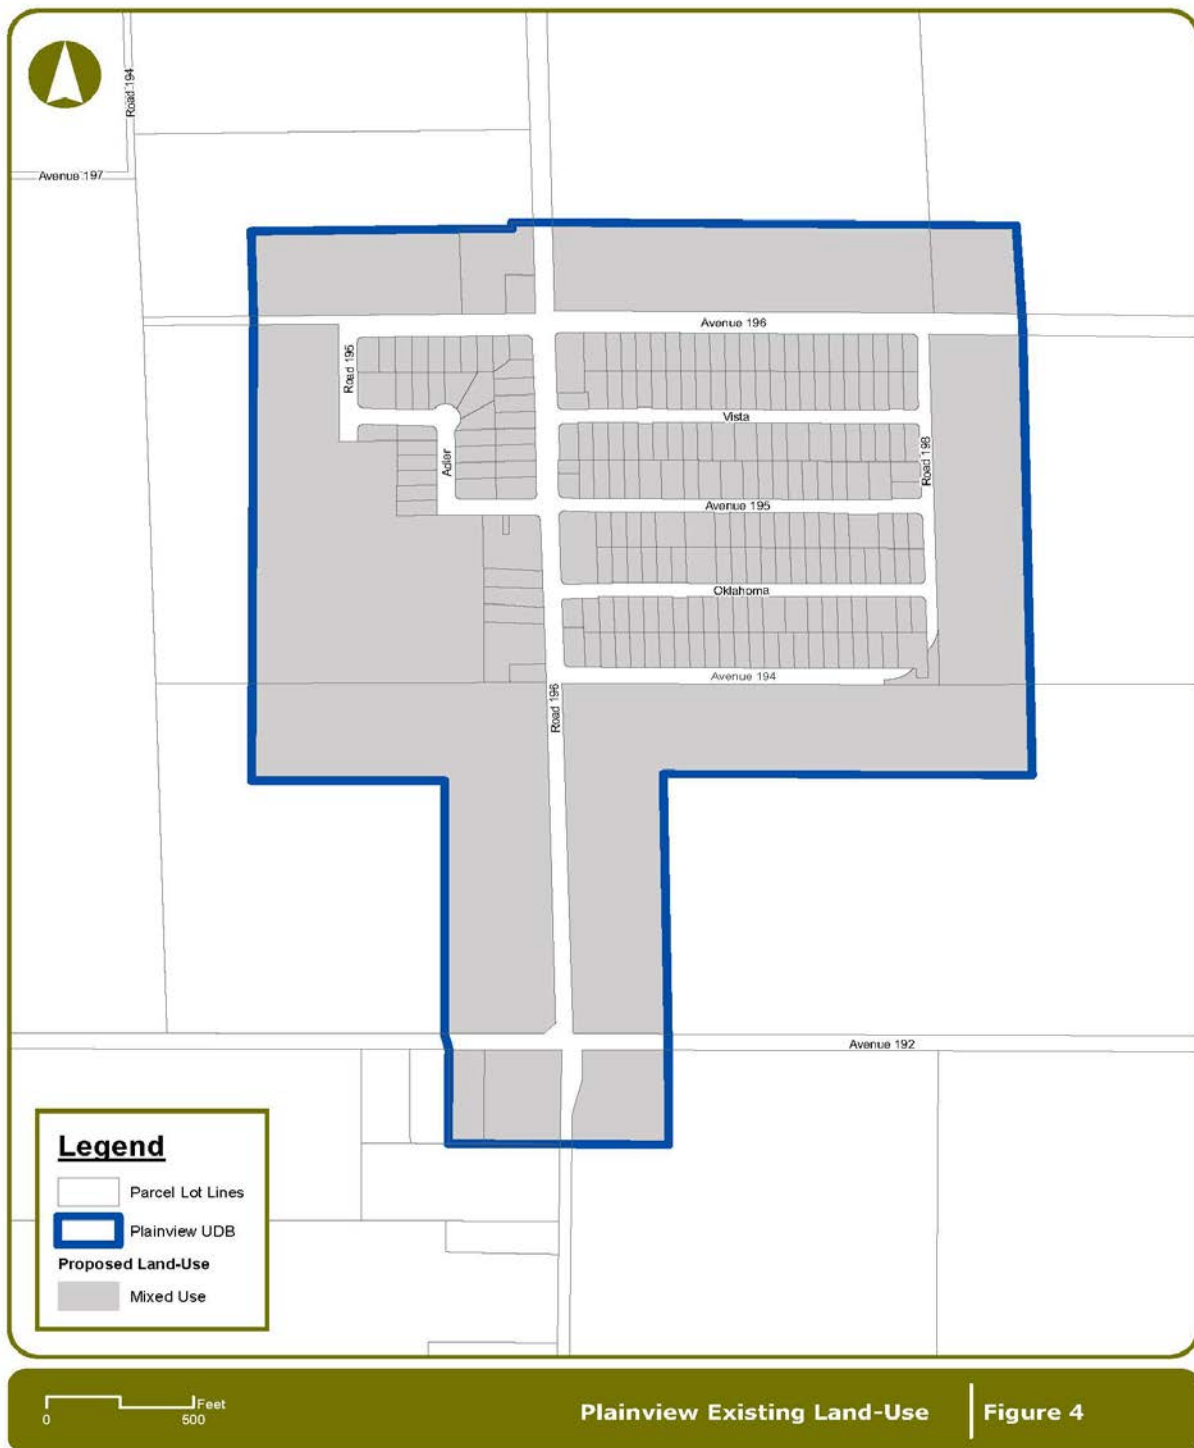 Road 194
Avenue 197
Avenue 196
Road 195
Vista
Adler
Road 198
Avenue 195
Oklahoma
Avenue 194
Road 196
Avenue 192
Legend
Parcel Lot Lines
Plainview UDB
Proposed Land-Use
Mixed Use
Feet
0 500
Plainview Existing Land-Use Figure 4